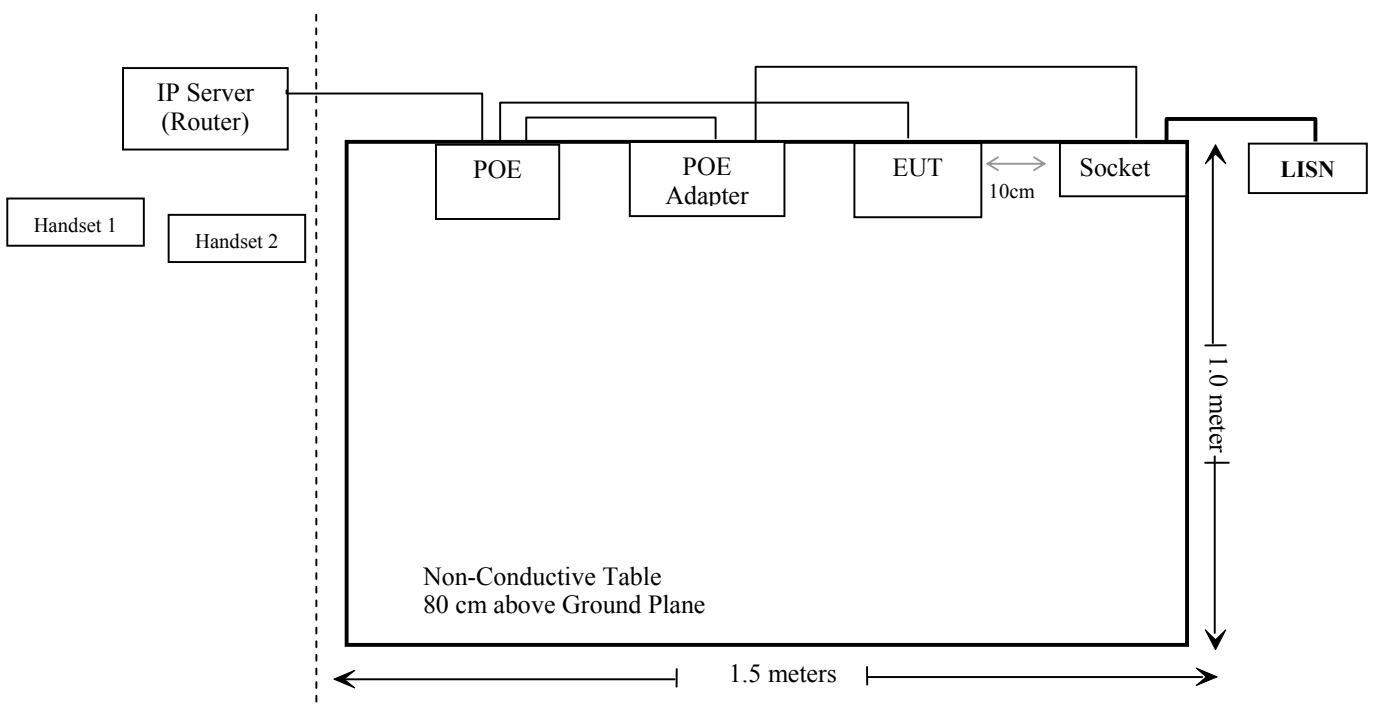 IP Server
(Router)
POE
POE
Adapter
EUT
10cm
Socket
LISN
Handset 1
Handset 2
1.0 meter
Non-Conductive Table
80 cm above Ground Plane
1.5 meters